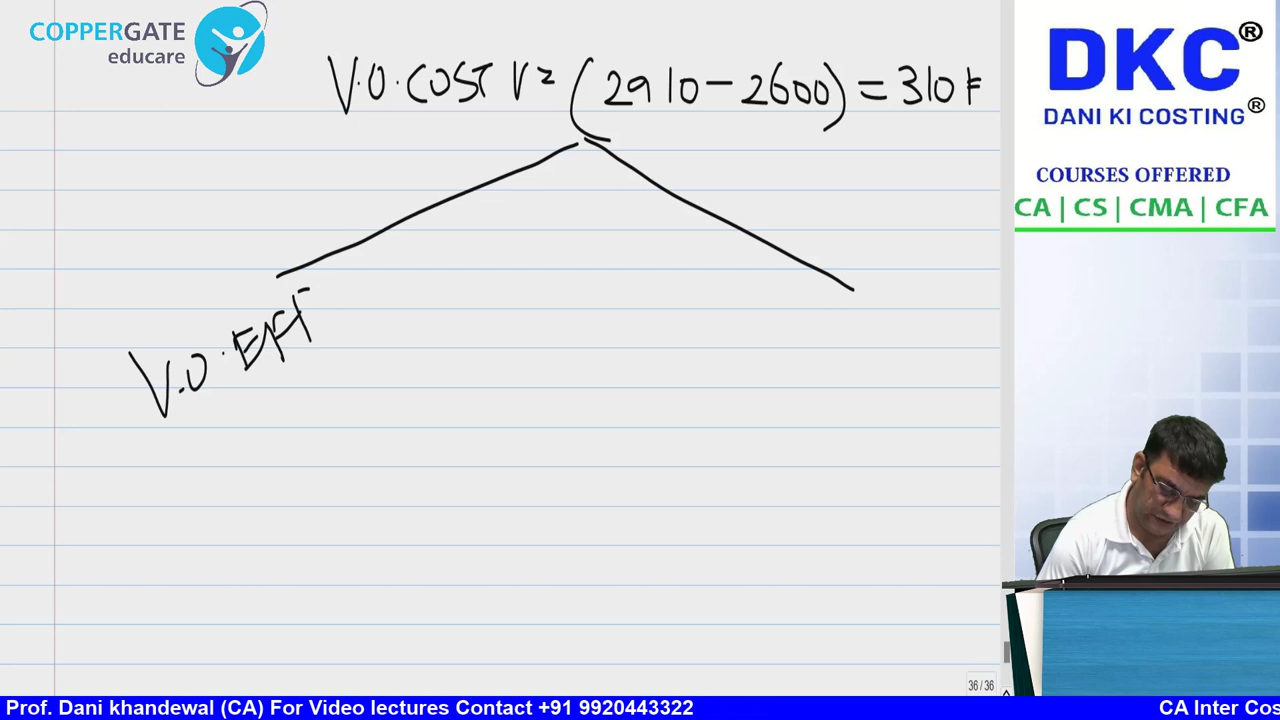 COPPERGATE
educare
V.O. COST V = (2910 - 2600) = 310 F
V.O. EFF
36 / 36
DKC®
DANI KI COSTING®
COURSES OFFERED
CA | CS | CMA | CFA
Prof. Dani khandewal (CA) For Video lectures Contact +91 9920443322
CA Inter Cos